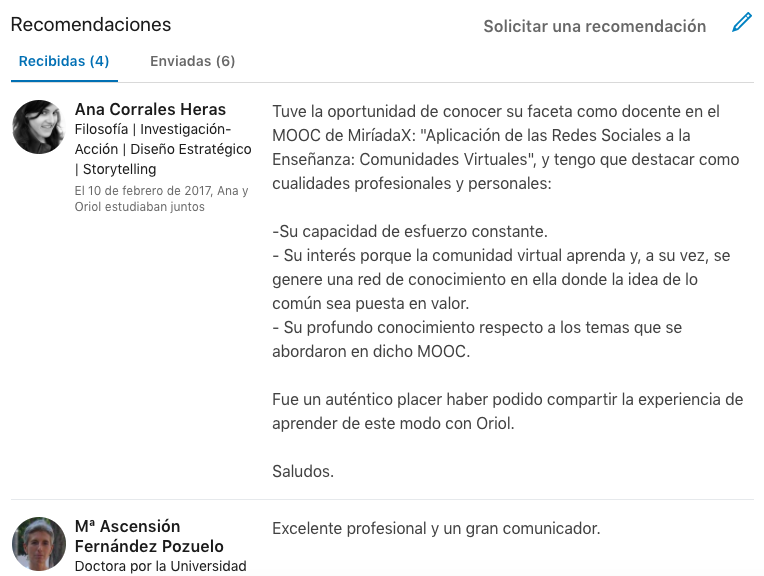 Recomendaciones
Solicitar una recomendación
Recibidas (4)
Enviadas (6)
Ana Corrales Heras
Filosofía | Investigación-
Acción | Diseño Estratégico
| Storytelling
El 10 de febrero de 2017, Ana y
Oriol estudiaban juntos
Tuve la oportunidad de conocer su faceta como docente en el
MOOC de MiríadaX: "Aplicación de las Redes Sociales a la
Enseñanza: Comunidades Virtuales", y tengo que destacar como
cualidades profesionales y personales:
-Su capacidad de esfuerzo constante.
- Su interés porque la comunidad virtual aprenda y, a su vez, se
genere una red de conocimiento en ella donde la idea de lo
común sea puesta en valor.
- Su profundo conocimiento respecto a los temas que se
abordaron en dicho MOOC.
Fue un auténtico placer haber podido compartir la experiencia de
aprender de este modo con Oriol.
Saludos.
Mª Ascensión
Fernández Pozuelo
Doctora por la Universidad
Excelente profesional y un gran comunicador.